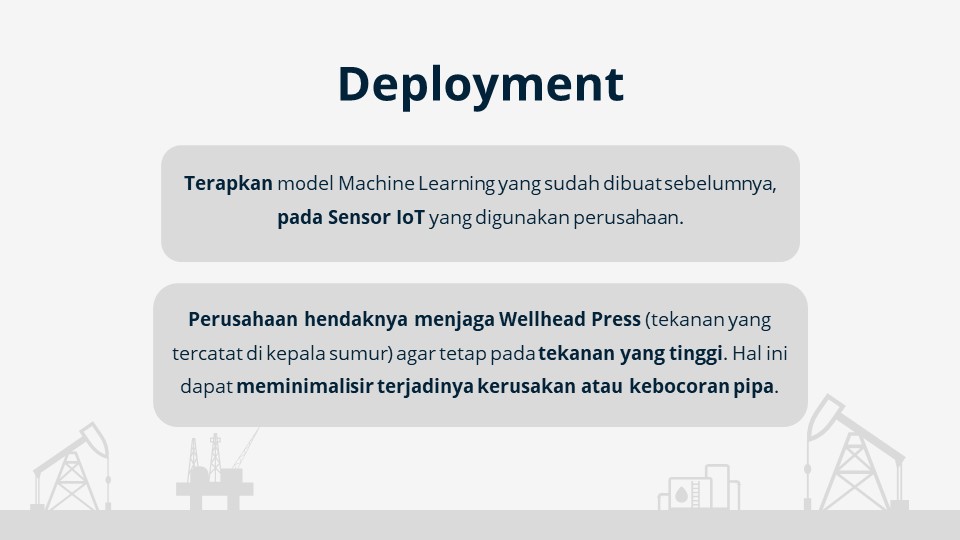 Deployment
Terapkan model Machine Learning yang sudah dibuat sebelumnya,
pada Sensor IoT yang digunakan perusahaan.
Perusahaan hendaknya menjaga Wellhead Press (tekanan yang
tercatat di kepala sumur) agar tetap pada tekanan yang tinggi. Hal ini
dapat meminimalisir terjadinya kerusakan atau kebocoran pipa.